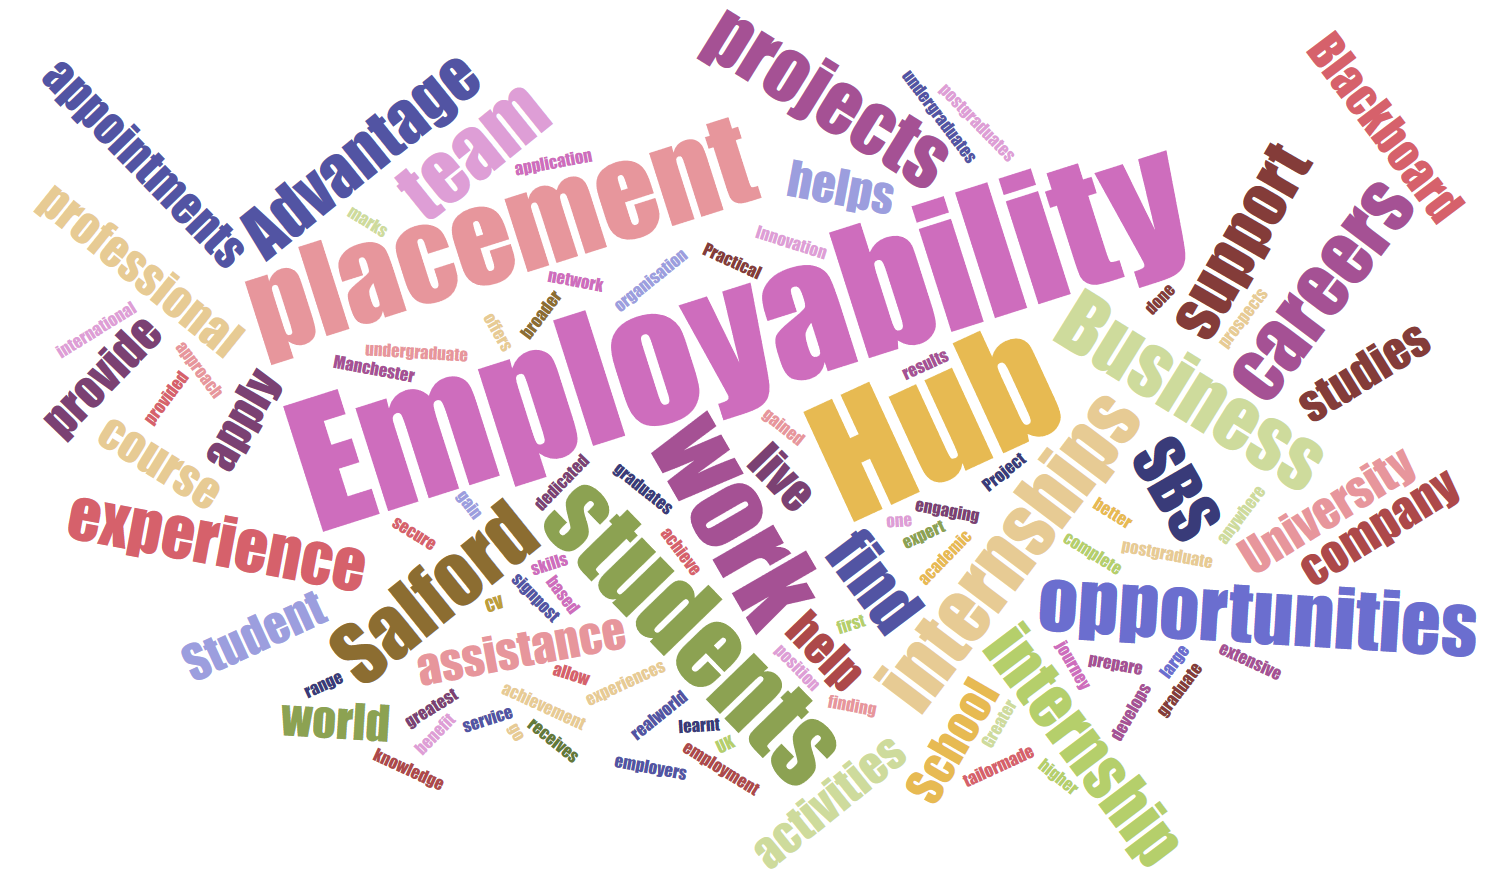 projects
undergraduates
postgraduates
Blackboard
appointments
Advantage
team
application
placement
helps
Employability
support
careers
professional
marks
Innovation
Practical
organisation
network
broader
offers
done
prospects
international
provide
approach
provided
apply
undergraduate
Manchester
results
Hub
Business
studies
course
work
live
gained
internships
SBS
University
company
experience
gain
secure
dedicated
graduates
Project
engaging
one
expert
academic
better
anywhere
complete
postgraduate
Salford
students
achieve
find
opportunities
skills
based
signpost
cv
Student
assistance
help
first
position
finding
internship
journey
prepare
large
extensive
graduate
develops
range
allow
experiences
world
greatest
benefit
service
achievement
go
receives
realworld
learnt
UK
employers
employment
knowledge
activities
School
Greater
tailormade
higher